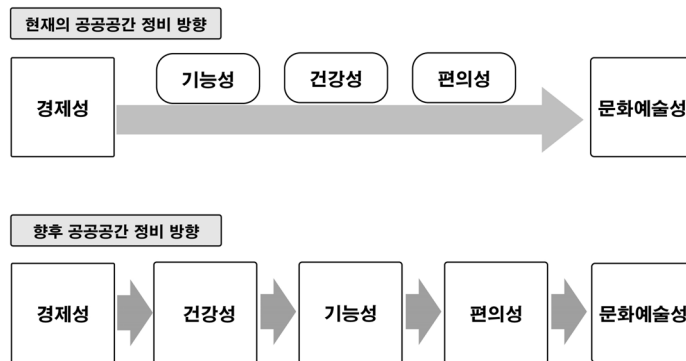 현재의 공공공간 정비 방향
경제성 기능성 건강성 편의성 문화예술성
향후 공공공간 정비 방향
경제성 건강성 기능성 편의성 문화예술성